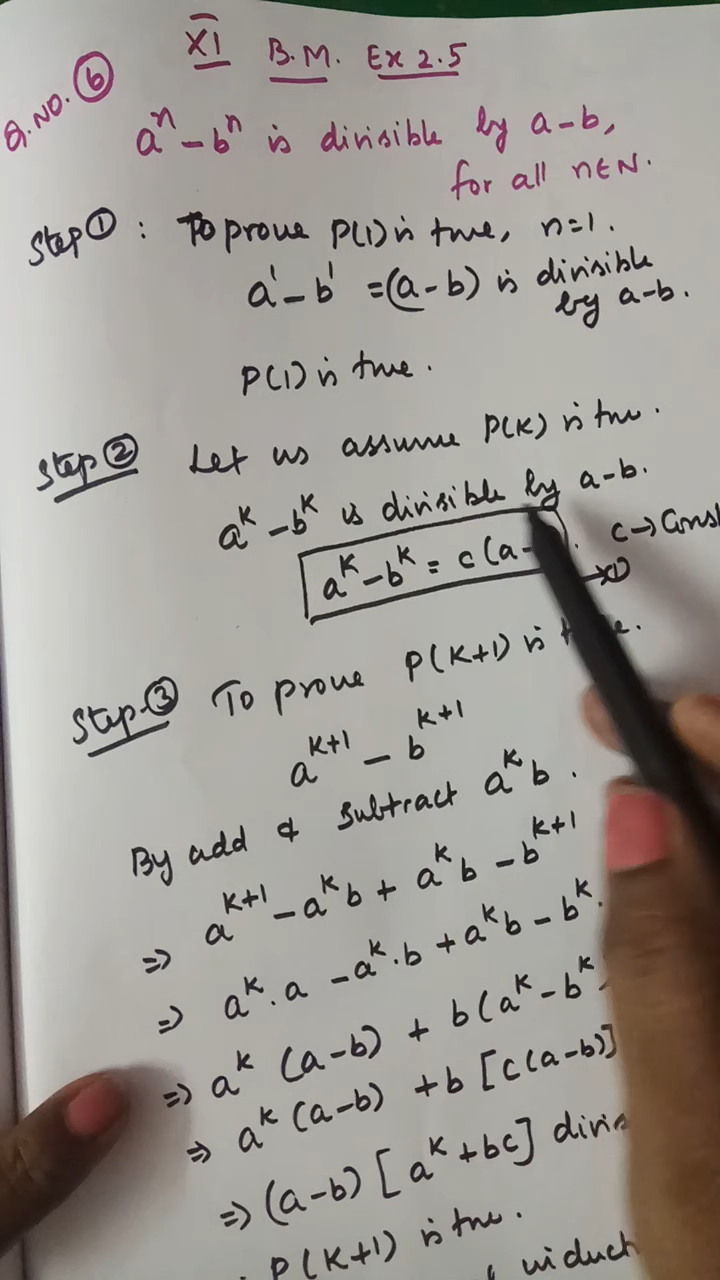 XI B.M. Ex 2.5
Q.NO. 6
aⁿ - bⁿ is divisible by a-b,
for all n∈N.
Step 1 : To prove P(1) is true, n=1.
a¹ - b¹ = (a-b) is divisible
by a-b.
P(1) is true.
Step 2 Let us assume P(K) is true.
aᴷ - bᴷ is divisible by a-b.
aᴷ - bᴷ = c(a- c →
Step-3 To prove P(K+1) is
aᴷ⁺¹ - bᴷ⁺¹
By add & subtract aᴷb.
⇒ aᴷ⁺¹ - aᴷb + aᴷb - bᴷ⁺¹
⇒ aᴷ.a - aᴷ.b + aᴷb - bᴷ.
⇒ aᴷ (a-b) + b(aᴷ - bᴷ
⇒ aᴷ (a-b) + b [c(a-b)]
⇒ (a-b) [aᴷ + bc]
P(K+1) is true.